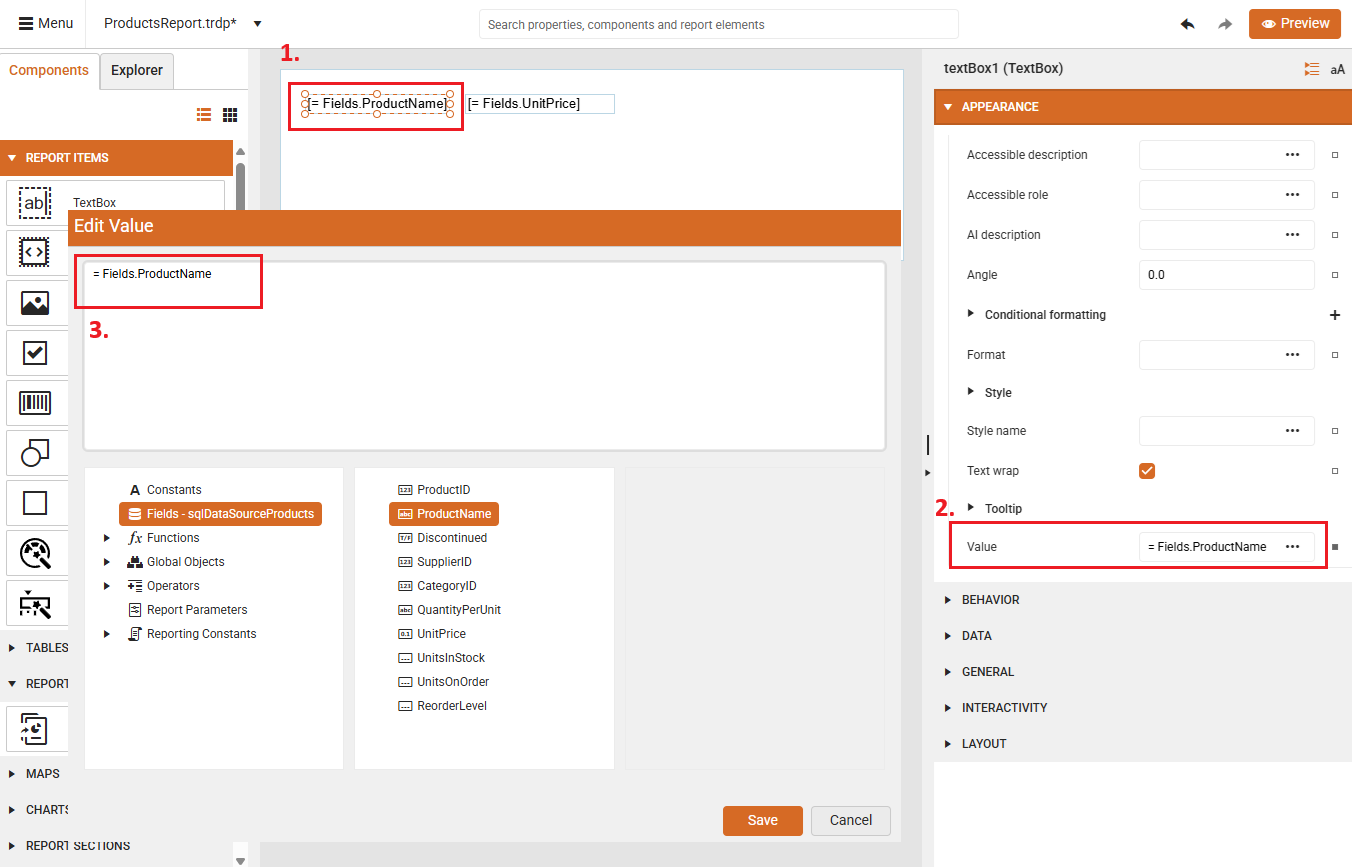 Menu
ProductsReport.trdp*
Search properties, components and report elements
Preview
Components
Explorer
1.
textBox1 (TextBox)
aA
[= Fields.ProductName]
[= Fields.UnitPrice]
APPEARANCE
REPORT ITEMS
ab
TextBox
Accessible description
Accessible role
AI description
Angle
0.0
Conditional formatting
Format
Style
Style name
Text wrap
Tooltip
2.
Value
= Fields.ProductName
BEHAVIOR
DATA
GENERAL
INTERACTIVITY
LAYOUT
Edit Value
= Fields.ProductName
3.
Constants
Fields - sqlDataSourceProducts
Functions
Global Objects
Operators
Report Parameters
Reporting Constants
ProductID
ProductName
Discontinued
SupplierID
CategoryID
QuantityPerUnit
UnitPrice
UnitsInStock
UnitsOnOrder
ReorderLevel
Save
Cancel
TABLES
REPORT
MAPS
CHARTS
REPORT SECTIONS